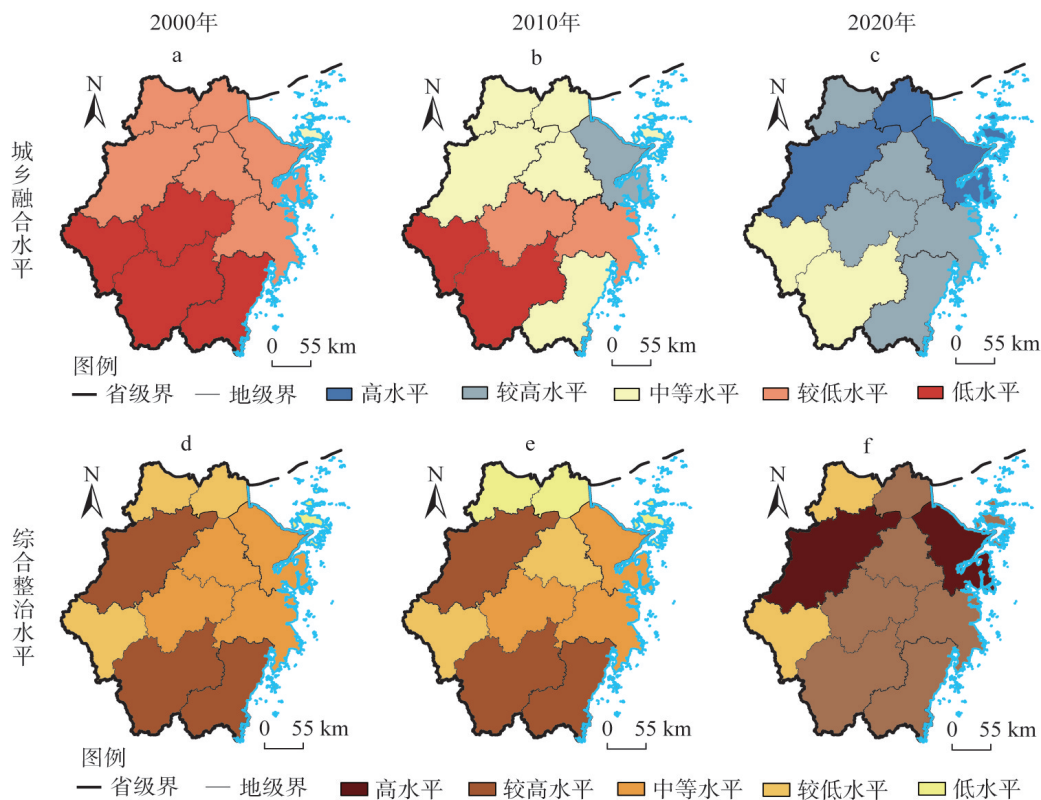 2000年
2010年
2020年
a
b
c
N
N
N
城乡融合水平
0 55 km
0 55 km
0 55 km
图例
省级界 地级界 高水平 较高水平 中等水平 较低水平 低水平
d
e
f
N
N
N
综合整治水平
0 55 km
0 55 km
0 55 km
图例
省级界 地级界 高水平 较高水平 中等水平 较低水平 低水平